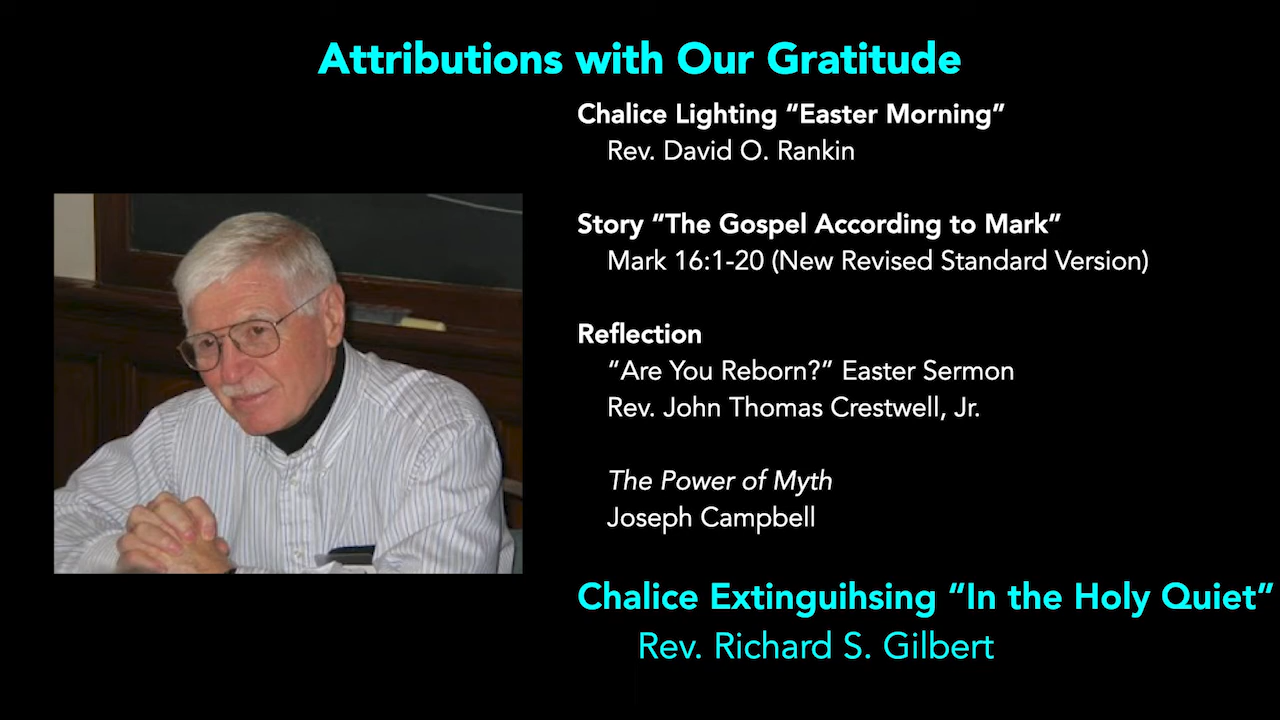 Attributions with Our Gratitude
Chalice Lighting “Easter Morning”
Rev. David O. Rankin
Story “The Gospel According to Mark”
Mark 16:1-20 (New Revised Standard Version)
Reflection
“Are You Reborn?” Easter Sermon
Rev. John Thomas Crestwell, Jr.
The Power of Myth
Joseph Campbell
Chalice Extinguihsing “In the Holy Quiet”
Rev. Richard S. Gilbert